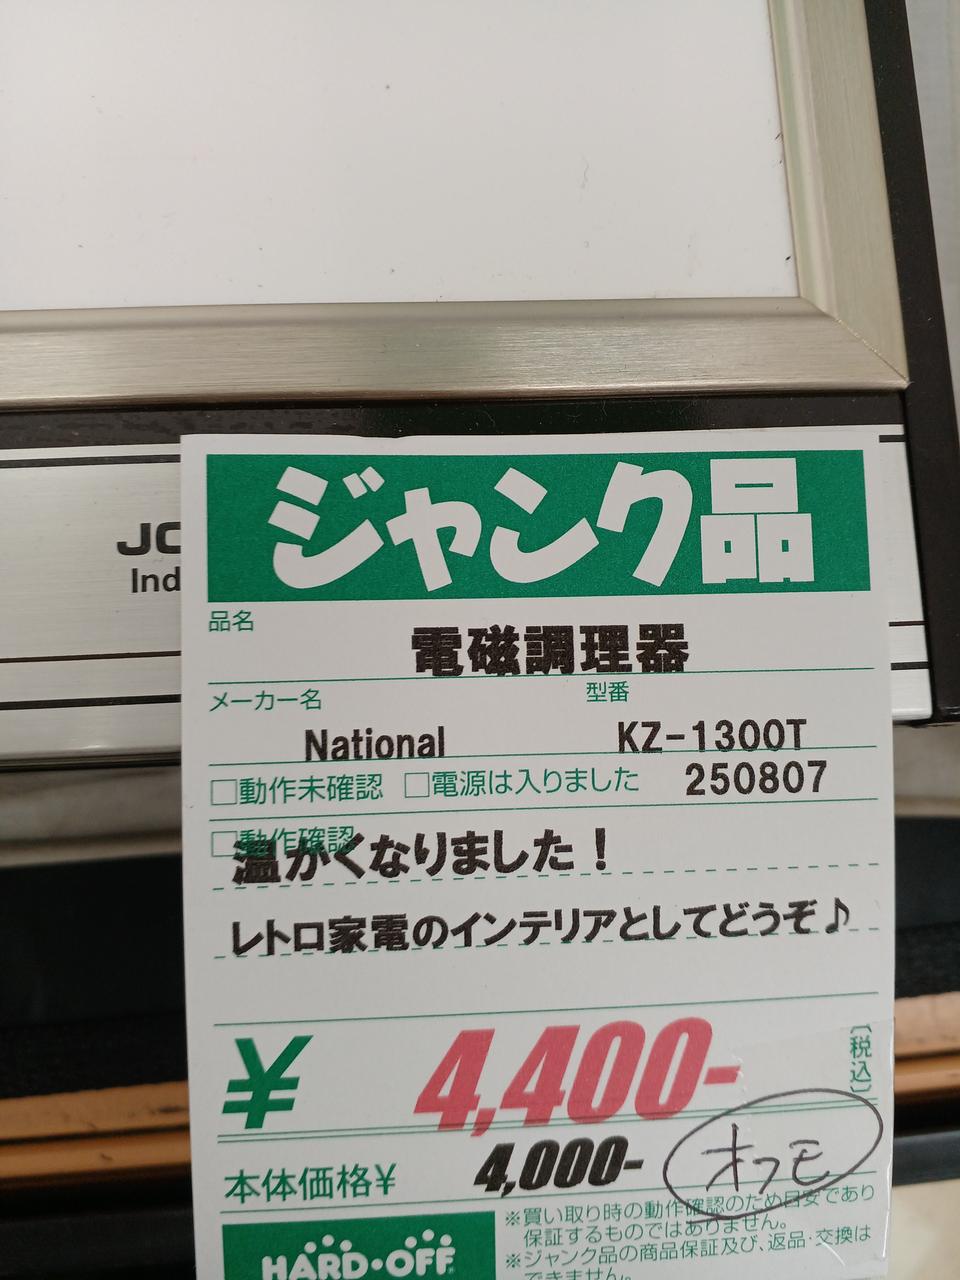 JC
Ind
ジャンク品
品名
電磁調理器
メーカー名 型番
National KZ-1300T
□動作未確認 □電源は入りました 250807
□動作確認
温かくなりました！
レトロ家電のインテリアとしてどうぞ♪
¥ 4,400- （税込）
本体価格¥ 4,000- オフモ
※買い取り時の動作確認のため目安であり
保証するものではありません。
※ジャンク品の商品保証及び、返品・交換は
できません。
HARD・OFF